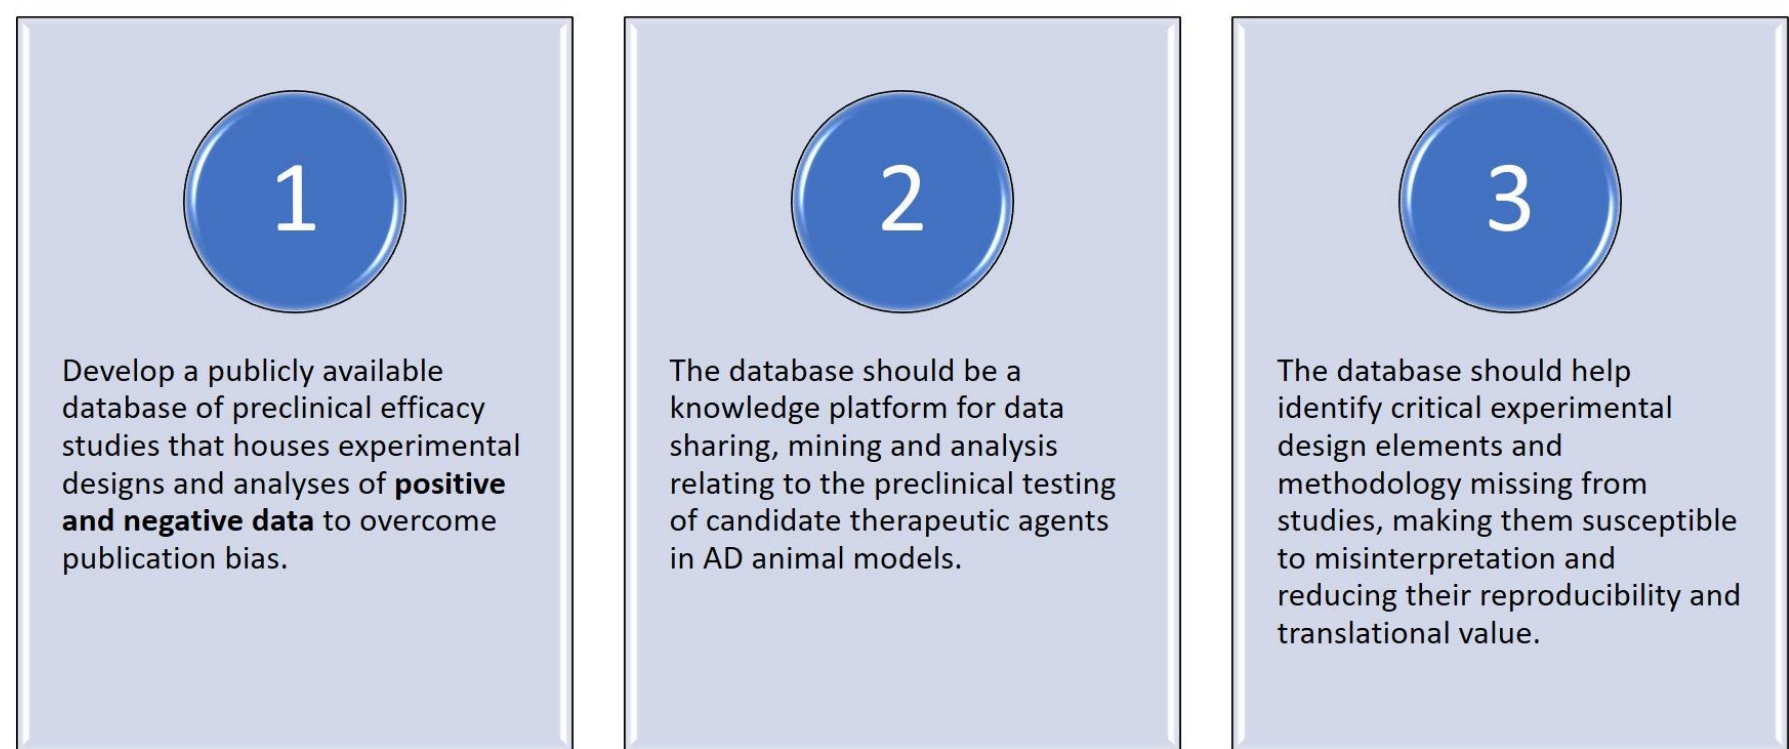 1
Develop a publicly available
database of preclinical efficacy
studies that houses experimental
designs and analyses of positive
and negative data to overcome
publication bias.
2
The database should be a
knowledge platform for data
sharing, mining and analysis
relating to the preclinical testing
of candidate therapeutic agents
in AD animal models.
3
The database should help
identify critical experimental
design elements and
methodology missing from
studies, making them susceptible
to misinterpretation and
reducing their reproducibility and
translational value.